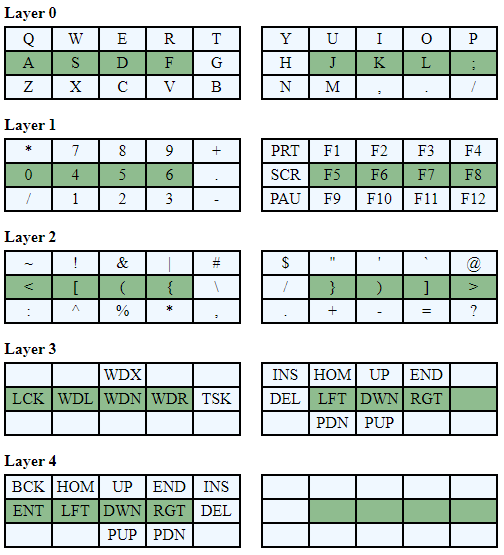 Layer 0
Q W E R T Y U I O P
A S D F G H J K L ;
Z X C V B N M , . /
Layer 1
* 7 8 9 + PRT F1 F2 F3 F4
0 4 5 6 . SCR F5 F6 F7 F8
/ 1 2 3 - PAU F9 F10 F11 F12
Layer 2
~ ! & | # $ " ' ` @
< [ ( { \ / } ) ] >
: ^ % * , . + - = ?
Layer 3
WDX INS HOM UP END
LCK WDL WDN WDR TSK DEL LFT DWN RGT
PDN PUP
Layer 4
BCK HOM UP END INS
ENT LFT DWN RGT DEL
PUP PDN